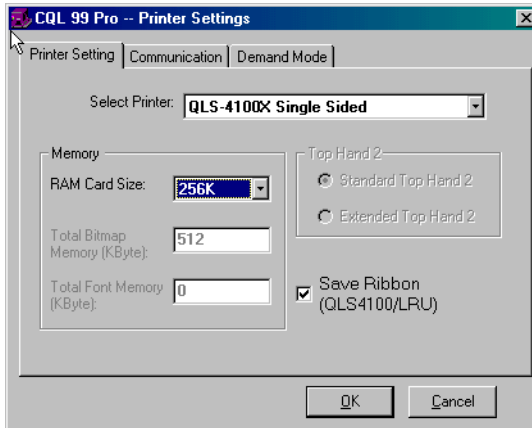 CQL 99 Pro -- Printer Settings
Printer Setting
Communication
Demand Mode
Select Printer:
QLS-4100X Single Sided
Memory
RAM Card Size:
256K
Total Bitmap
Memory (KByte):
512
Total Font Memory
(KByte):
0
Top Hand 2
Standard Top Hand 2
Extended Top Hand 2
Save Ribbon
(QLS4100/LRU)
OK
Cancel